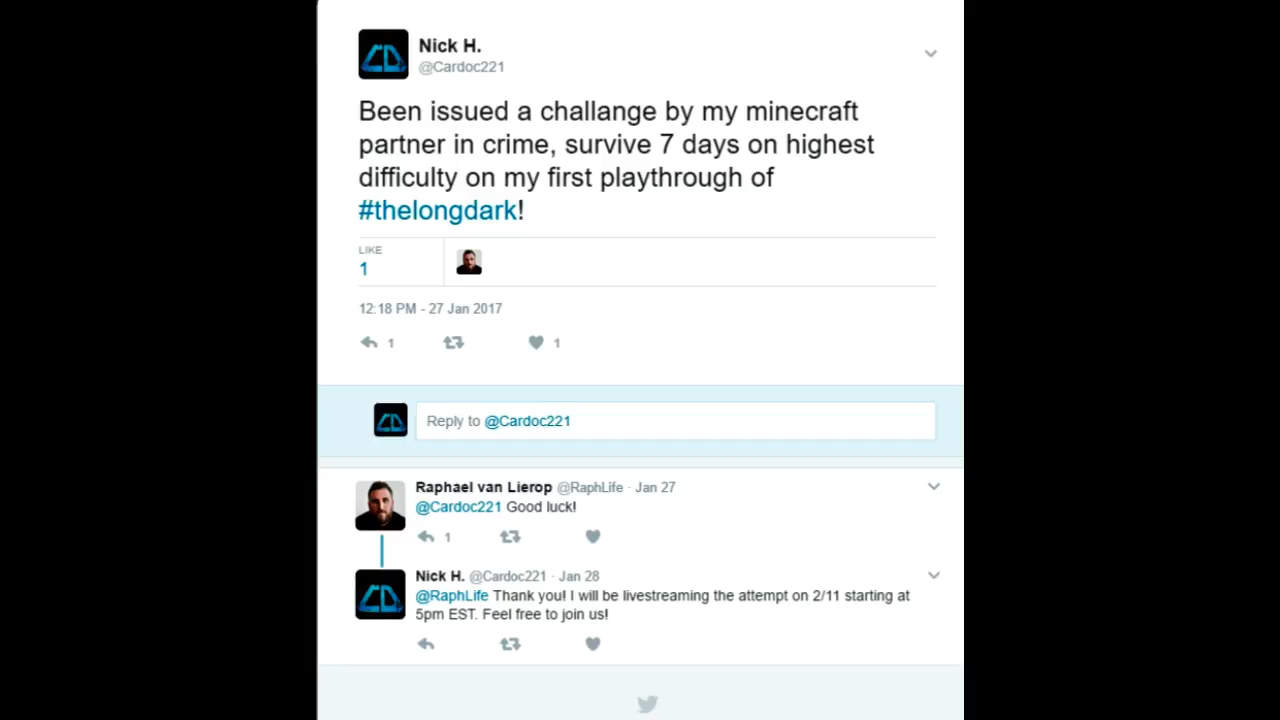 Nick H.
@Cardoc221
Been issued a challange by my minecraft
partner in crime, survive 7 days on highest
difficulty on my first playthrough of
#thelongdark!
LIKE
1
12:18 PM - 27 Jan 2017
1 1
CD
Reply to @Cardoc221
Raphael van Lierop @RaphLife · Jan 27
@Cardoc221 Good luck!
1
Nick H. @Cardoc221 · Jan 28
@RaphLife Thank you! I will be livestreaming the attempt on 2/11 starting at
5pm EST. Feel free to join us!